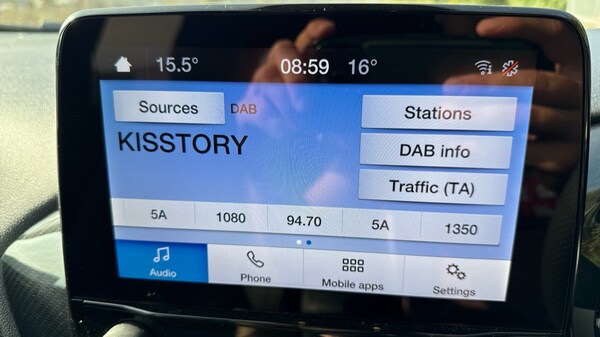 15.5° 08:59 16°
Sources DAB Stations
KISSTORY DAB info
Traffic (TA)
5A 1080 94.70 5A 1350
Audio Phone Mobile apps Settings